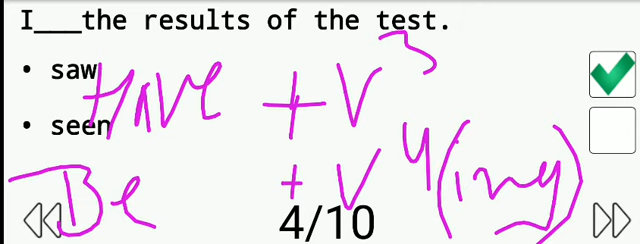 I___the results of the test.
• saw
• seen
Have + V3
Be + V4(ing)
4/10